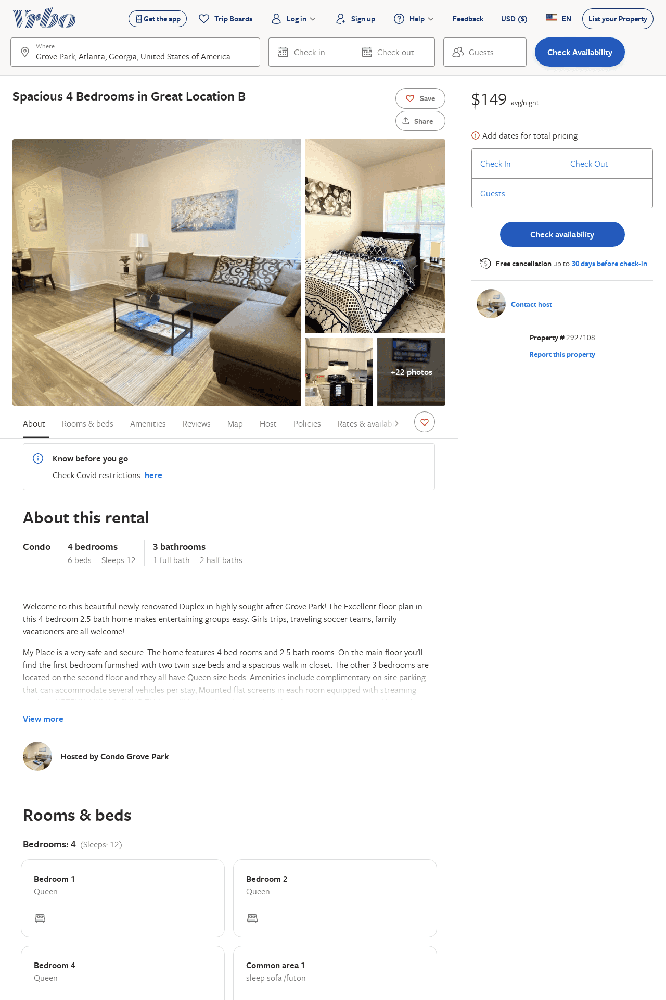 Vrbo
Get the app
Trip Boards
Log in
Sign up
Help
Feedback
USD ($)
EN
List your Property
Where
Grove Park, Atlanta, Georgia, United States of America
Check-in
Check-out
Guests
Check Availability
Spacious 4 Bedrooms in Great Location B
Save
Share
$149 avg/night
Add dates for total pricing
Check In
Check Out
Guests
Check availability
Free cancellation up to 30 days before check-in
Contact host
Property # 2927108
Report this property
+22 photos
About
Rooms & beds
Amenities
Reviews
Map
Host
Policies
Rates & availab
Know before you go
Check Covid restrictions here
About this rental
Condo
4 bedrooms
6 beds · Sleeps 12
3 bathrooms
1 full bath · 2 half baths
Welcome to this beautiful newly renovated Duplex in highly sought after Grove Park! The Excellent floor plan in
this 4 bedroom 2.5 bath home makes entertaining groups easy. Girls trips, traveling soccer teams, family
vacationers are all welcome!
My Place is a very safe and secure. The home features 4 bed rooms and 2.5 bath rooms. On the main floor you'll
find the first bedroom furnished with two twin size beds and a spacious walk in closet. The other 3 bedrooms are
located on the second floor and they all have Queen size beds. Amenities include complimentary on site parking
that can accommodate several vehicles per stay, Mounted flat screens in each room equipped with streaming
View more
Hosted by Condo Grove Park
Rooms & beds
Bedrooms: 4 (Sleeps: 12)
Bedroom 1
Queen
Bedroom 2
Queen
Bedroom 4
Queen
Common area 1
sleep sofa /futon